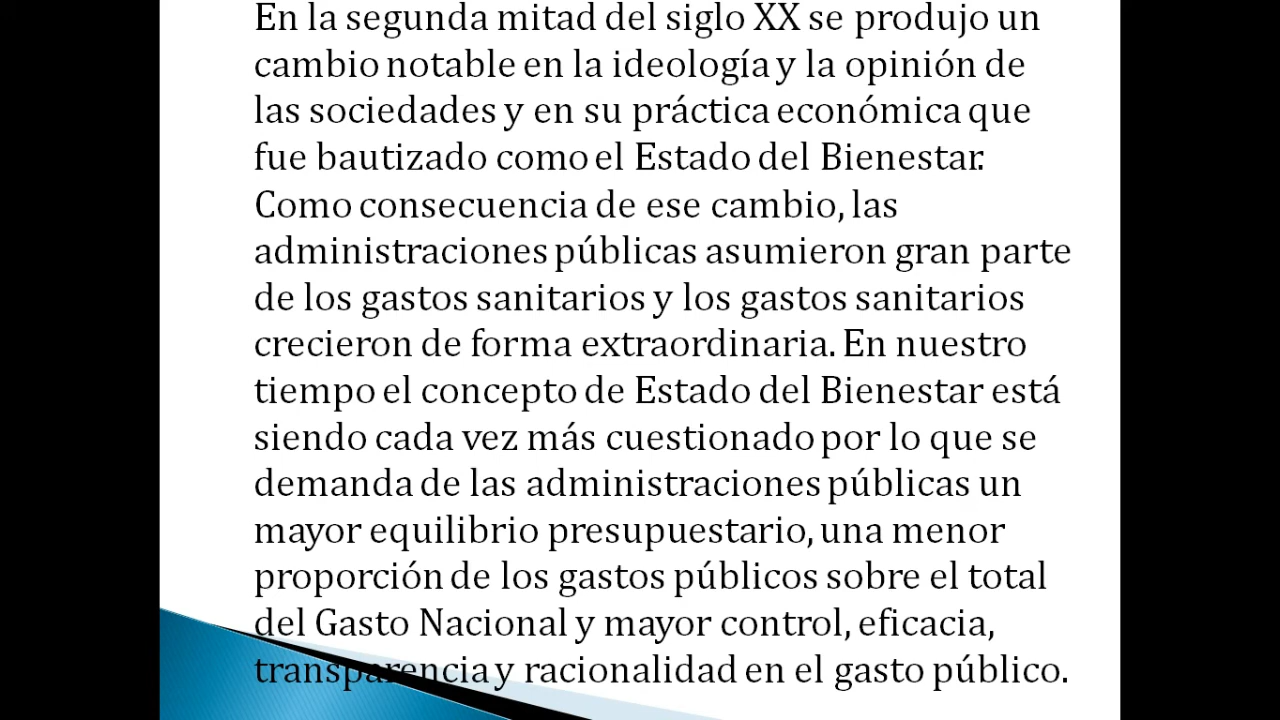 En la segunda mitad del siglo XX se produjo un
cambio notable en la ideología y la opinión de
las sociedades y en su práctica económica que
fue bautizado como el Estado del Bienestar.
Como consecuencia de ese cambio, las
administraciones públicas asumieron gran parte
de los gastos sanitarios y los gastos sanitarios
crecieron de forma extraordinaria. En nuestro
tiempo el concepto de Estado del Bienestar está
siendo cada vez más cuestionado por lo que se
demanda de las administraciones públicas un
mayor equilibrio presupuestario, una menor
proporción de los gastos públicos sobre el total
del Gasto Nacional y mayor control, eficacia,
transparencia y racionalidad en el gasto público.